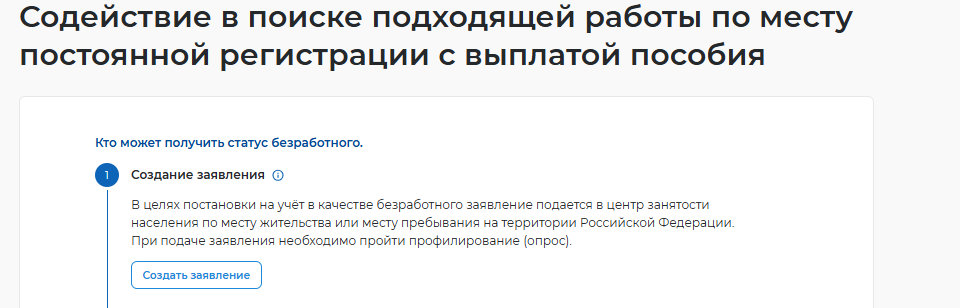 Содействие в поиске подходящей работы по месту
постоянной регистрации с выплатой пособия
Кто может получить статус безработного.
1 Создание заявления
В целях постановки на учёт в качестве безработного заявление подается в центр занятости
населения по месту жительства или месту пребывания на территории Российской Федерации.
При подаче заявления необходимо пройти профилирование (опрос).
Создать заявление